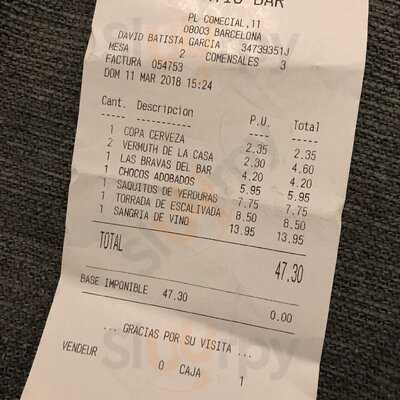 BAR
PL COMECIAL,11
08003 BARCELONA
DAVID BATISTA GARCIA 34739351J
MESA 2 COMENSALES 3
FACTURA 054753
DOM 11 MAR 2018 15:24
Cant. Descripcion P.U. Total
1 COPA CERVEZA 2.35 2.35
2 VERMUTH DE LA CASA 2.30 4.60
1 LAS BRAVAS DEL BAR 4.20 4.20
1 CHOCOS ADOBADOS 5.95 5.95
1 SAQUITOS DE VERDURAS 7.75 7.75
1 TORRADA DE ESCALIVADA 8.50 8.50
1 SANGRIA DE VINO 13.95 13.95
TOTAL 47.30
BASE IMPONIBLE 47.30 0.00
... GRACIAS POR SU VISITA ...
VENDEUR 0 CAJA 1